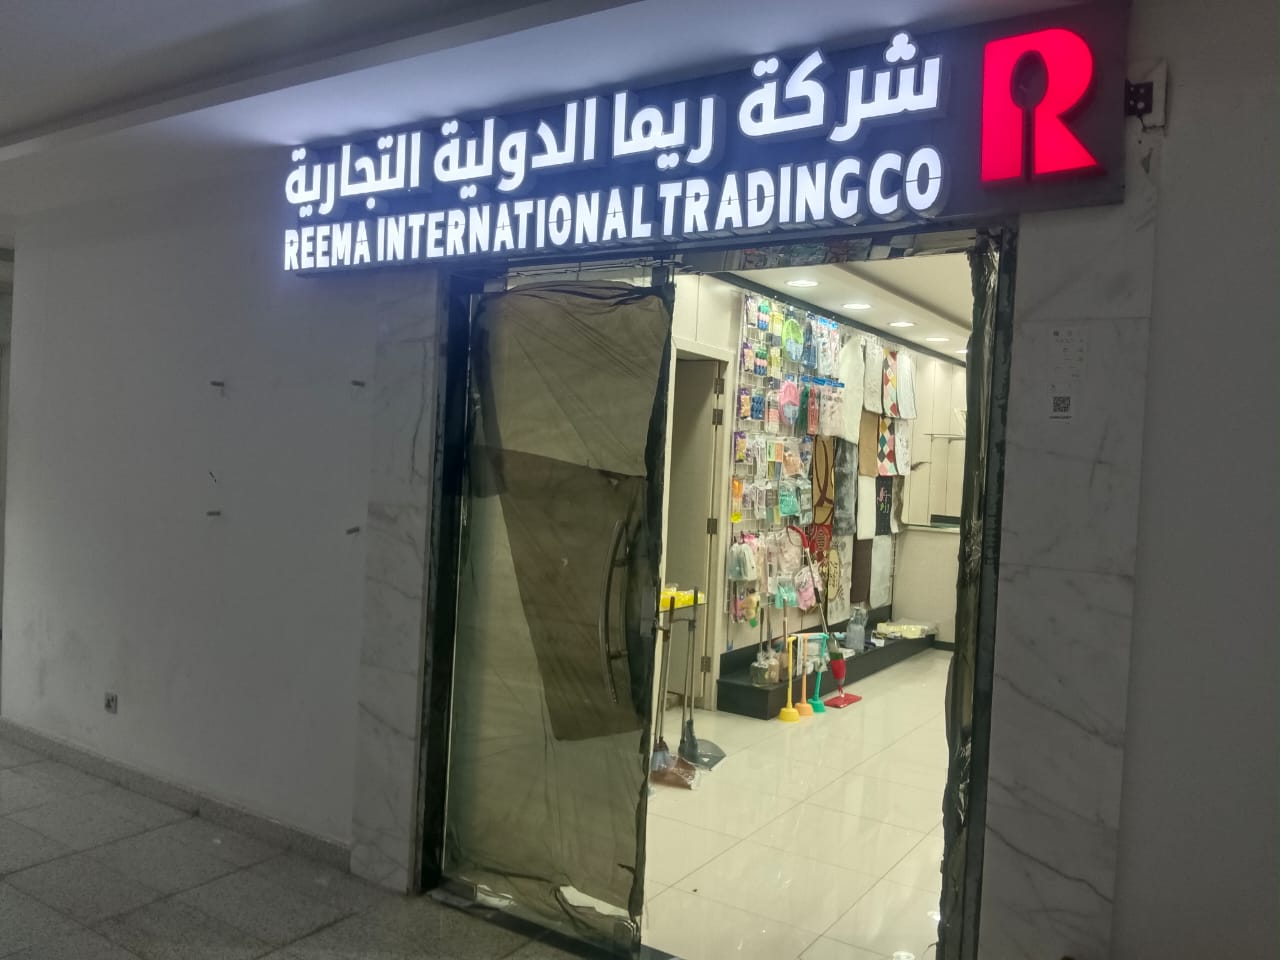 شركة ريما الدولية التجارية
REEMA INTERNATIONAL TRADING CO
R